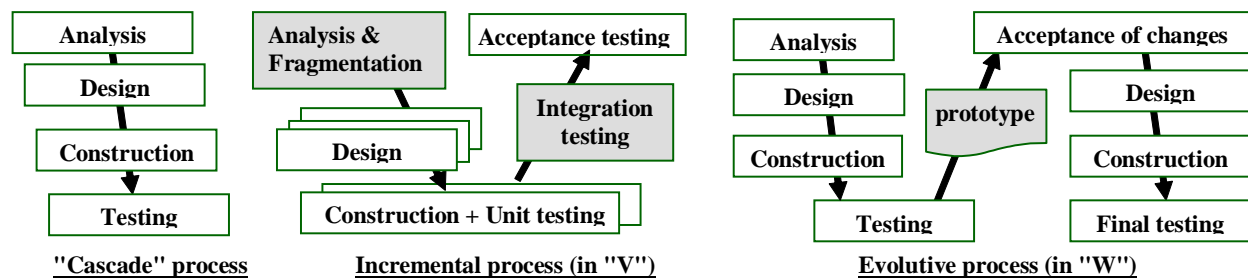 Analysis
Design
Construction
Testing
"Cascade" process
Analysis &
Fragmentation
Design
Construction + Unit testing
Integration
testing
Acceptance testing
Incremental process (in "V")
Analysis
Design
Construction
Testing
prototype
Acceptance of changes
Design
Construction
Final testing
Evolutive process (in "W")